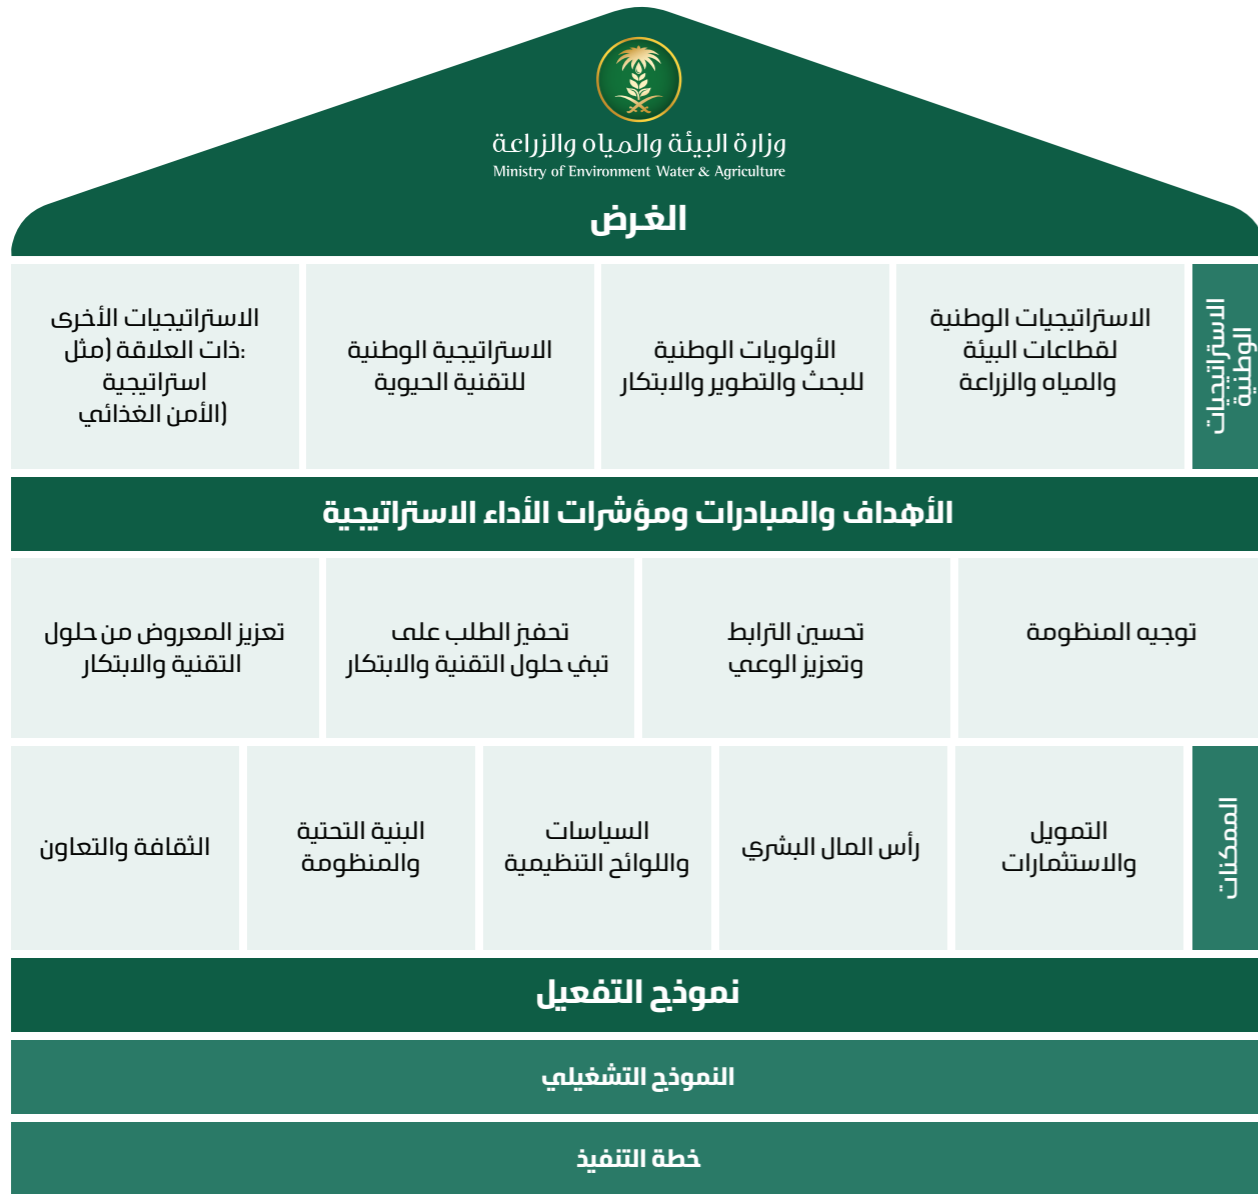 وزارة البيئة والمياه والزراعة
Ministry of Environment Water & Agriculture
الغرض
الاستراتيجيات
الوطنية
الاستراتيجيات الوطنية
لقطاعات البيئة
والمياه والزراعة
الأولويات الوطنية
للبحث والتطوير والابتكار
الاستراتيجية الوطنية
للتقنية الحيوية
الاستراتيجيات الأخرى
:ذات العلاقة (مثل
استراتيجية
(الأمن الغذائي
الأهداف والمبادرات ومؤشرات الأداء الاستراتيجية
توجيه المنظومة
تحسين الترابط
وتعزيز الوعي
تحفيز الطلب على
تبني حلول التقنية والابتكار
تعزيز المعروض من حلول
التقنية والابتكار
الممكنات
التمويل
والاستثمارات
رأس المال البشري
السياسات
واللوائح التنظيمية
البنية التحتية
والمنظومة
الثقافة والتعاون
نموذج التفعيل
النموذج التشغيلي
خطة التنفيذ